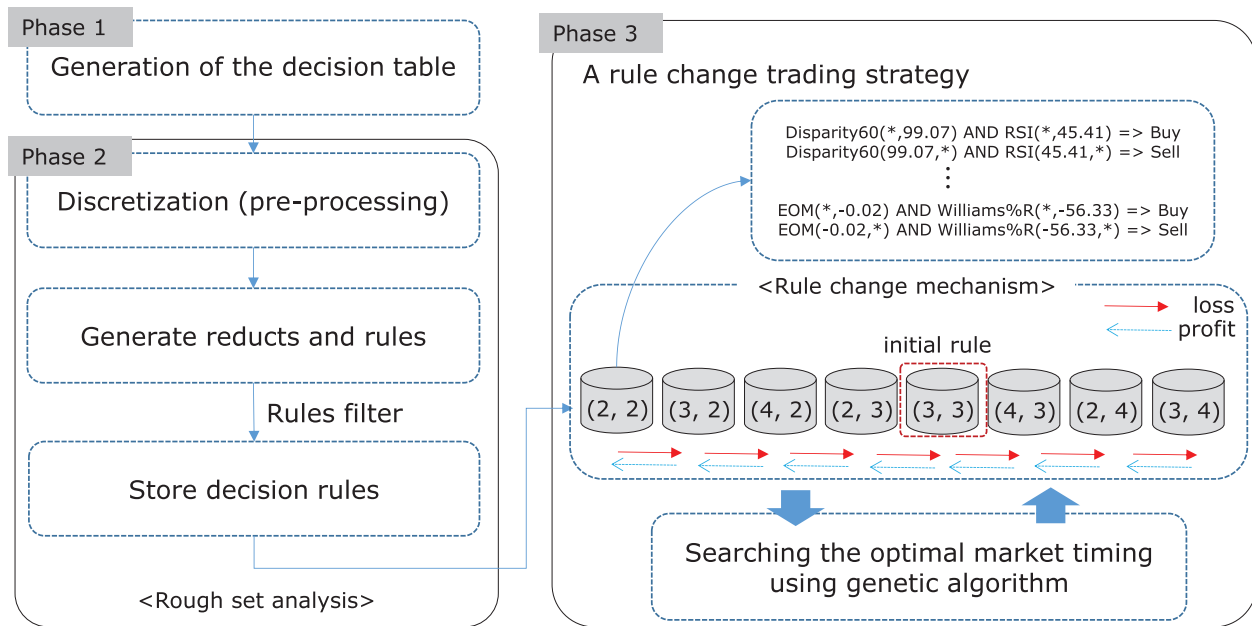 Phase 1
Generation of the decision table
Phase 2
Discretization (pre-processing)
Generate reducts and rules
Rules filter
Store decision rules
<Rough set analysis>
Phase 3
A rule change trading strategy
Disparity60(*,99.07) AND RSI(*,45.41) => Buy
Disparity60(99.07,*) AND RSI(45.41,*) => Sell
⋮
EOM(*,-0.02) AND Williams%R(*,-56.33) => Buy
EOM(-0.02,*) AND Williams%R(-56.33,*) => Sell
<Rule change mechanism>
loss
profit
initial rule
(2, 2) (3, 2) (4, 2) (2, 3) (3, 3) (4, 3) (2, 4) (3, 4)
Searching the optimal market timing
using genetic algorithm